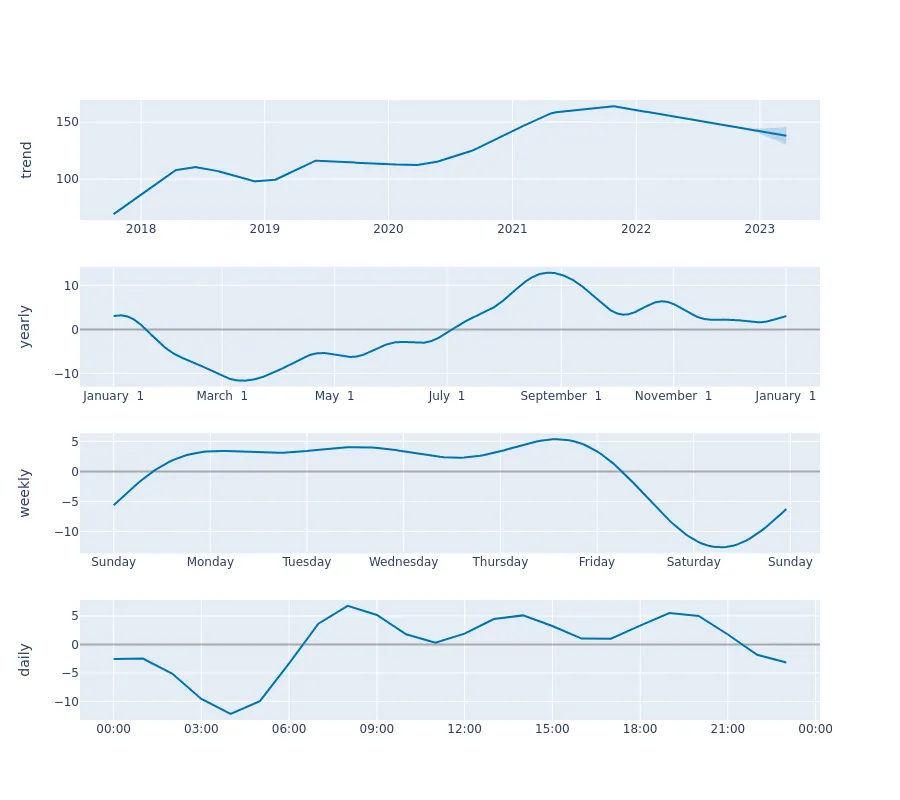 trend
150
100
2018 2019 2020 2021 2022 2023
yearly
10
0
−10
January 1 March 1 May 1 July 1 September 1 November 1 January 1
weekly
5
0
−5
−10
Sunday Monday Tuesday Wednesday Thursday Friday Saturday Sunday
daily
5
0
−5
−10
00:00 03:00 06:00 09:00 12:00 15:00 18:00 21:00 00:00